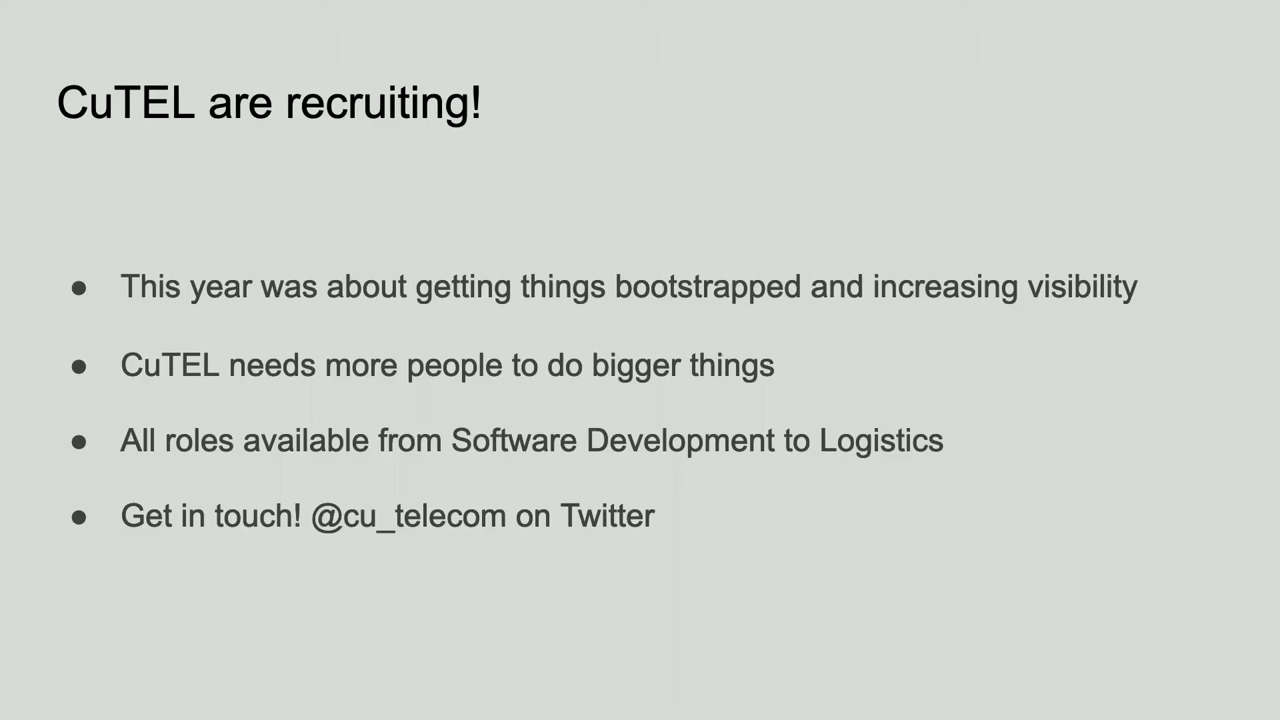 CuTEL are recruiting!
● This year was about getting things bootstrapped and increasing visibility
● CuTEL needs more people to do bigger things
● All roles available from Software Development to Logistics
● Get in touch! @cu_telecom on Twitter